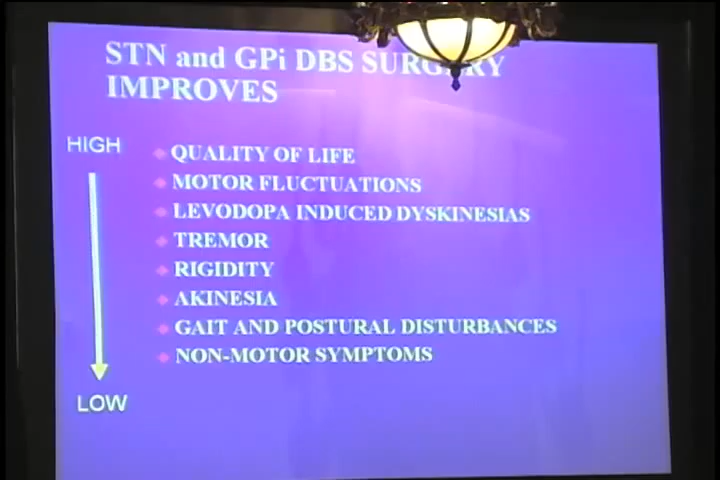 STN and GPi DBS SURGERY
IMPROVES
HIGH
QUALITY OF LIFE
MOTOR FLUCTUATIONS
LEVODOPA INDUCED DYSKINESIAS
TREMOR
RIGIDITY
AKINESIA
GAIT AND POSTURAL DISTURBANCES
NON-MOTOR SYMPTOMS
LOW